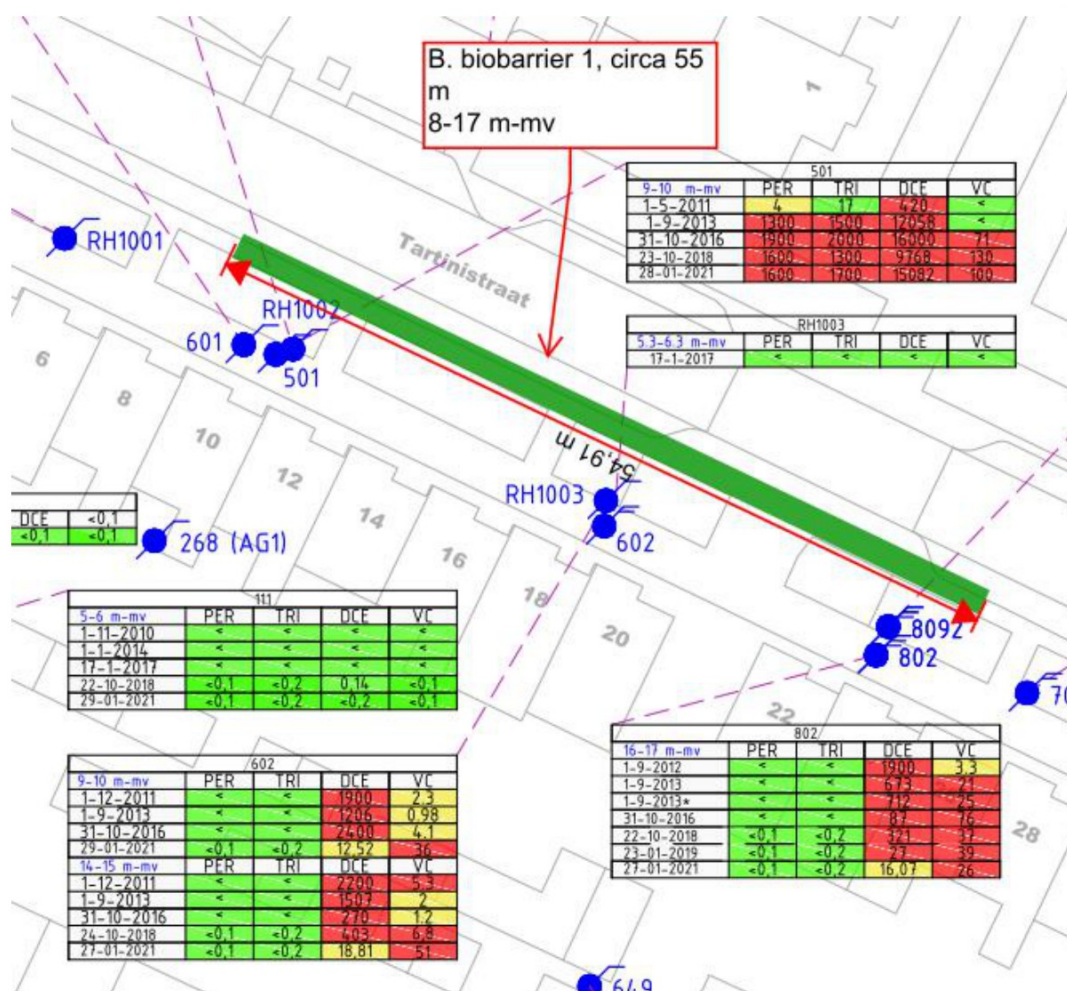 B. biobarrier 1, circa 55
m
8-17 m-mv
1
501
9-10 m-mv PER TRI DCE VC
1-5-2011 4 17 420 <
1-9-2013 1300 1500 12058 <
31-10-2016 1900 2000 16000 71
23-10-2018 1600 1300 9768 130
28-01-2021 1600 1700 15082 100
RH1001
Tartinistraat
RH1002
601
501
RH1003
5.3-6.3 m-mv PER TRI DCE VC
17-1-2017 < < < <
6
8
10
12
14
16
18
20
22
28
54,91 m
RH1003
602
DCE <0,1
<0,1 <0,1
268 (AG1)
8092
802
70
111
5-6 m-mv PER TRI DCE VC
1-11-2010 < < < <
1-1-2014 < < < <
17-1-2017 < < < <
22-10-2018 <0,1 <0,2 0,14 <0,1
29-01-2021 <0,1 <0,2 <0,2 <0,1
602
9-10 m-mv PER TRI DCE VC
1-12-2011 < < 1900 2.3
1-9-2013 < < 1206 0.98
31-10-2016 < < 2400 4.1
29-01-2021 <0,1 <0,2 12,52 36
14-15 m-mv PER TRI DCE VC
1-12-2011 < < 2200 5.3
1-9-2013 < < 1507 2
31-10-2016 < < 270 1.2
24-10-2018 <0,1 <0,2 403 6,8
27-01-2021 <0,1 <0,2 18,81 51
802
16-17 m-mv PER TRI DCE VC
1-9-2012 < < 1900 3.3
1-9-2013 < < 673 21
1-9-2013* < < 712 25
31-10-2016 < < 87 76
22-10-2018 <0,1 <0,2 321 37
23-01-2019 <0,1 <0,2 27 39
27-01-2021 <0,1 <0,2 16,07 26
649